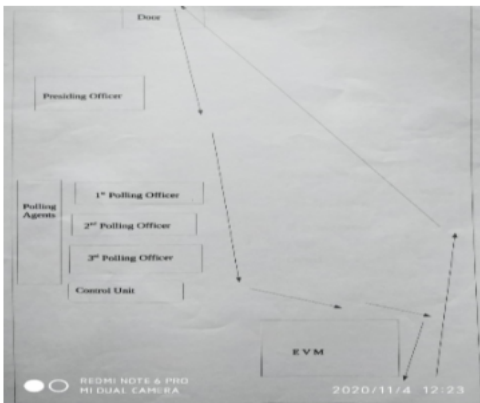 Door
Presiding Officer
Polling
Agents
1st Polling Officer
2nd Polling Officer
3rd Polling Officer
Control Unit
E V M
REDMI NOTE 6 PRO
MI DUAL CAMERA
2020/11/4 12:23